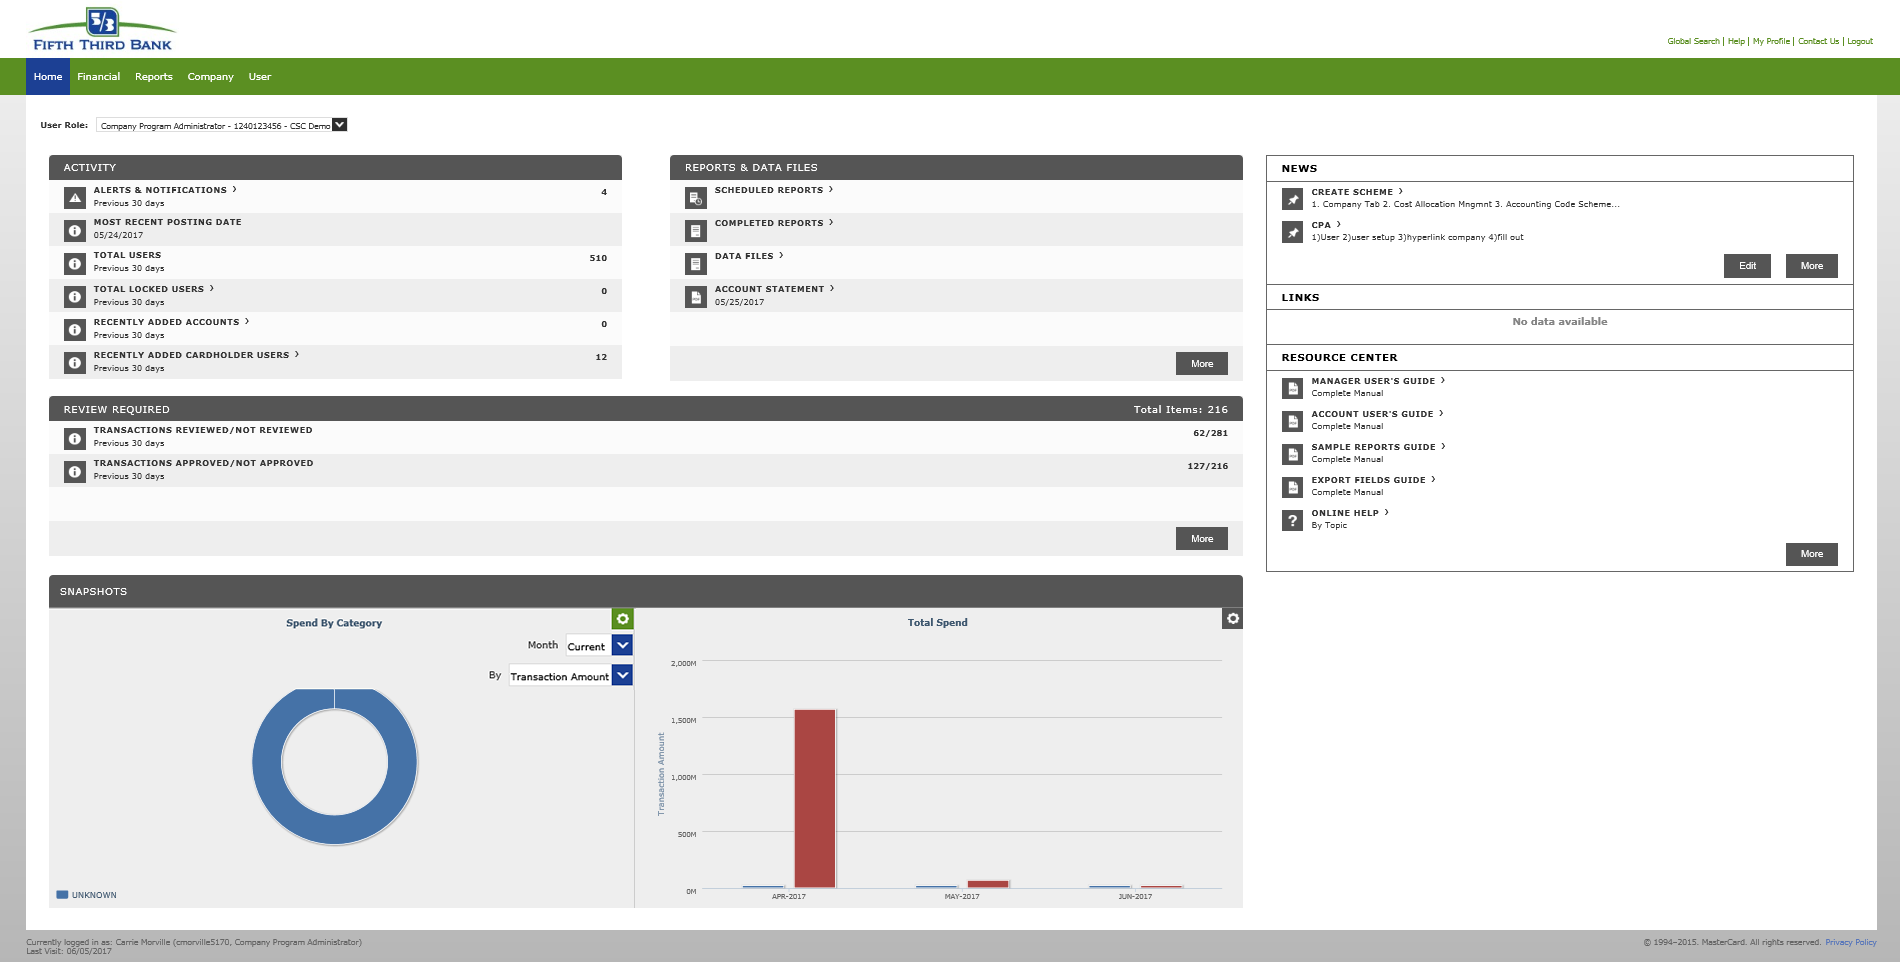 5/3
FIFTH THIRD BANK
Global Search | Help | My Profile | Contact Us | Logout
Home Financial Reports Company User
User Role: Company Program Administrator - 1240123456 - CSC Demo
ACTIVITY
ALERTS & NOTIFICATIONS > 4
Previous 30 days
MOST RECENT POSTING DATE
05/24/2017
TOTAL USERS 510
Previous 30 days
TOTAL LOCKED USERS > 0
Previous 30 days
RECENTLY ADDED ACCOUNTS > 0
Previous 30 days
RECENTLY ADDED CARDHOLDER USERS > 12
Previous 30 days
REPORTS & DATA FILES
SCHEDULED REPORTS >
COMPLETED REPORTS >
DATA FILES >
ACCOUNT STATEMENT >
05/25/2017
More
NEWS
CREATE SCHEME >
1. Company Tab 2. Cost Allocation Mngmnt 3. Accounting Code Scheme...
CPA >
1)User 2)user setup 3)hyperlink company 4)fill out
Edit More
LINKS
No data available
RESOURCE CENTER
MANAGER USER'S GUIDE >
Complete Manual
ACCOUNT USER'S GUIDE >
Complete Manual
SAMPLE REPORTS GUIDE >
Complete Manual
EXPORT FIELDS GUIDE >
Complete Manual
ONLINE HELP >
By Topic
More
REVIEW REQUIRED Total Items: 216
TRANSACTIONS REVIEWED/NOT REVIEWED 62/281
Previous 30 days
TRANSACTIONS APPROVED/NOT APPROVED 127/216
Previous 30 days
More
SNAPSHOTS
Spend By Category
Month Current
By Transaction Amount
UNKNOWN
Total Spend
Transaction Amount
2,000M
1,500M
1,000M
500M
0M
APR-2017 MAY-2017 JUN-2017
Currently logged in as: Carrie Morville (cmorville5170, Company Program Administrator)
Last Visit: 06/05/2017
© 1994-2015. MasterCard. All rights reserved. Privacy Policy